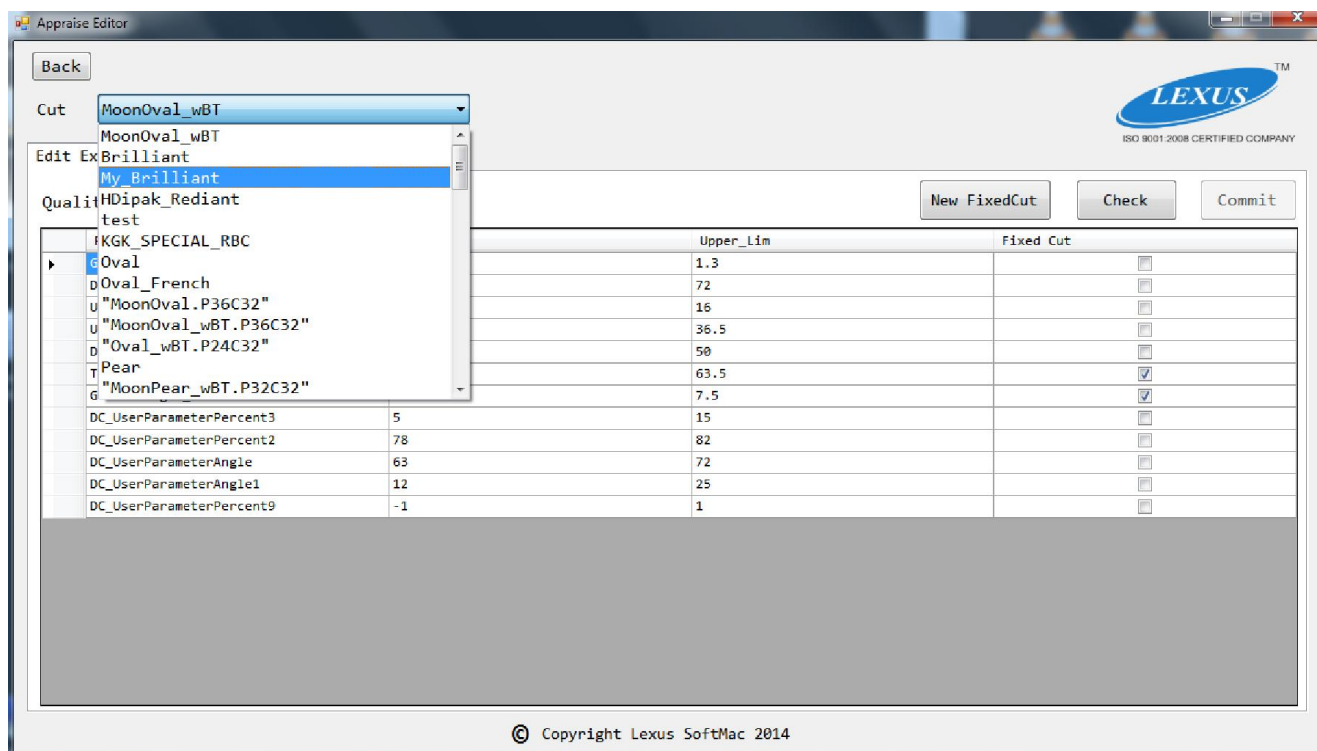 Appraise Editor
Back
TM
LEXUS
ISO 9001:2008 CERTIFIED COMPANY
Cut MoonOval_wBT
MoonOval_wBT
Brilliant
My_Brilliant
HDipak_Rediant
test
KGK_SPECIAL_RBC
Oval
Oval_French
"MoonOval.P36C32"
"MoonOval_wBT.P36C32"
"Oval_wBT.P24C32"
Pear
"MoonPear_wBT.P32C32"
Edit Ex
Qualit
New FixedCut Check Commit
Upper_Lim Fixed Cut
G 1.3
D 72
U 16
U 36.5
D 50
T 63.5
G 7.5
DC_UserParameterPercent3 5 15
DC_UserParameterPercent2 78 82
DC_UserParameterAngle 63 72
DC_UserParameterAngle1 12 25
DC_UserParameterPercent9 -1 1
© Copyright Lexus SoftMac 2014